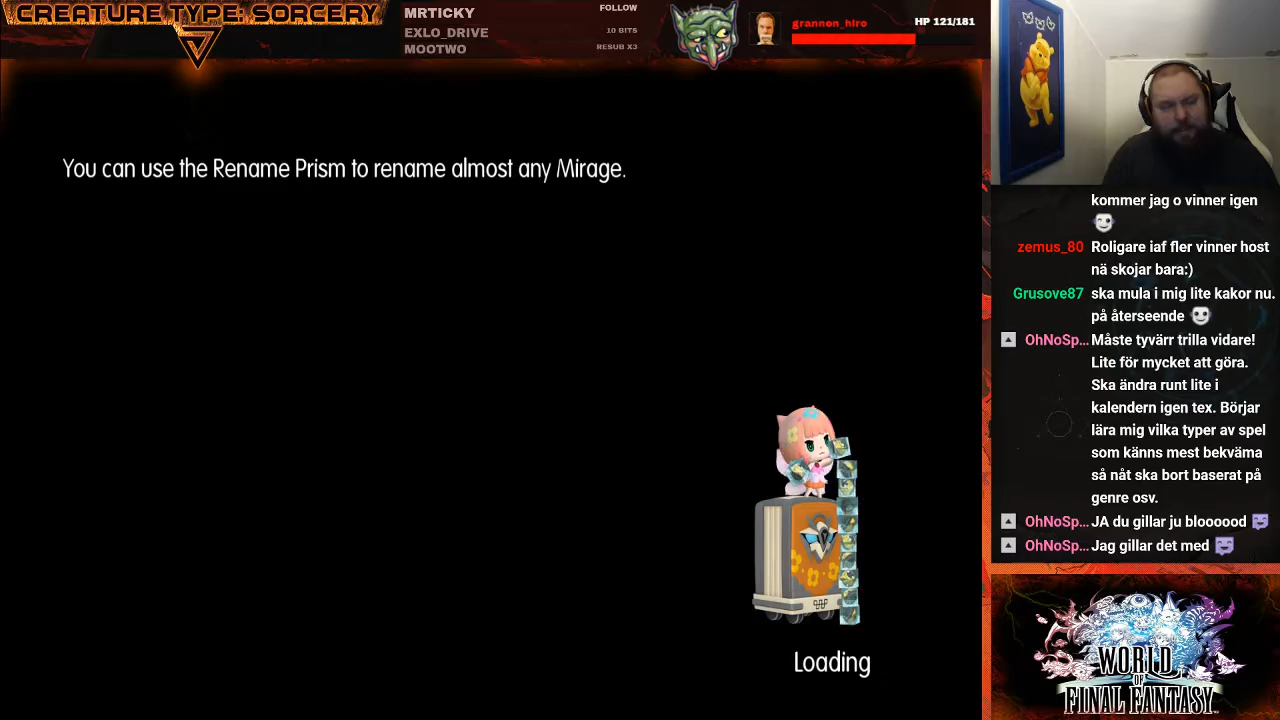 CREATURE TYPE: SORCERY
MRTICKY
FOLLOW
EXLO_DRIVE
10 BITS
MOOTWO
RESUB X3
grannon_hiro
HP 121/181
You can use the Rename Prism to rename almost any Mirage.
Loading
kommer jag o vinner igen
zemus_80 Roligare iaf fler vinner host
nä skojar bara:)
Grusove87 ska mula i mig lite kakor nu.
på återseende
OhNoSp... Måste tyvärr trilla vidare!
Lite för mycket att göra.
Ska ändra runt lite i
kalendern igen tex. Börjar
lära mig vilka typer av spel
som känns mest bekväma
så nåt ska bort baserat på
genre osv.
OhNoSp... JA du gillar ju bloooood
OhNoSp... Jag gillar det med
WORLD
OF
FINAL FANTASY